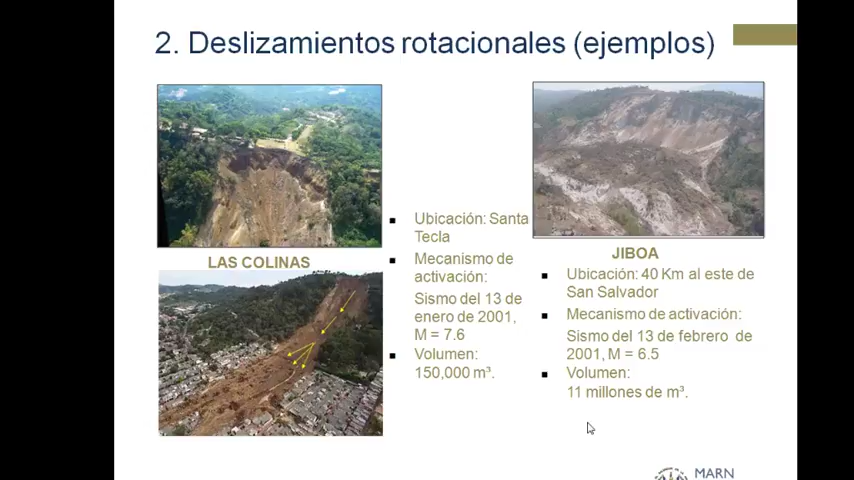 2. Deslizamientos rotacionales (ejemplos)
LAS COLINAS
▪ Ubicación: Santa
Tecla
▪ Mecanismo de
activación:
Sismo del 13 de
enero de 2001,
M = 7.6
▪ Volumen:
150,000 m³.
JIBOA
▪ Ubicación: 40 Km al este de
San Salvador
▪ Mecanismo de activación:
Sismo del 13 de febrero de
2001, M = 6.5
▪ Volumen:
11 millones de m³.
MARN